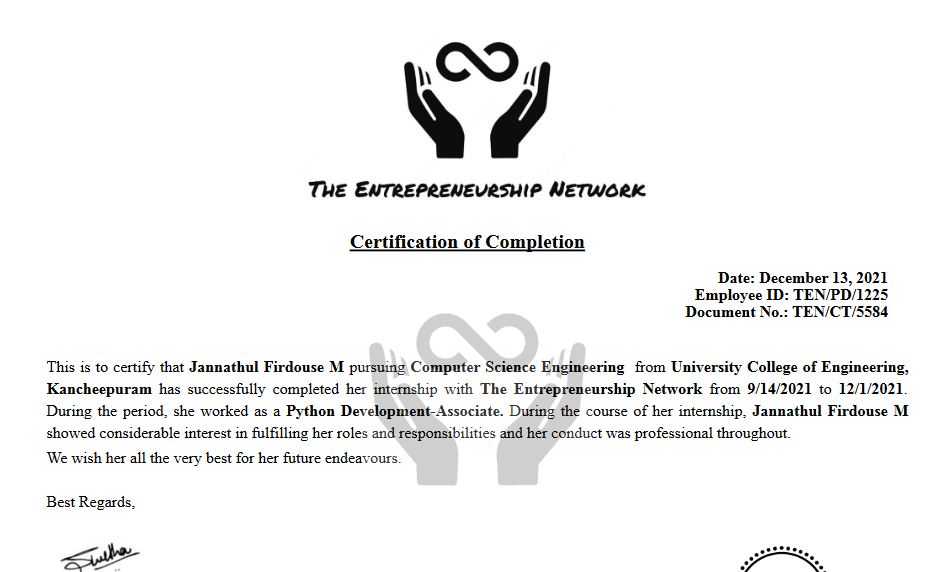 THE ENTREPRENEURSHIP NETWORK
Certification of Completion
Date: December 13, 2021
Employee ID: TEN/PD/1225
Document No.: TEN/CT/5584
This is to certify that Jannathul Firdouse M pursuing Computer Science Engineering from University College of Engineering,
Kancheepuram has successfully completed her internship with The Entrepreneurship Network from 9/14/2021 to 12/1/2021.
During the period, she worked as a Python Development-Associate. During the course of her internship, Jannathul Firdouse M
showed considerable interest in fulfilling her roles and responsibilities and her conduct was professional throughout.
We wish her all the very best for her future endeavours.
Best Regards,